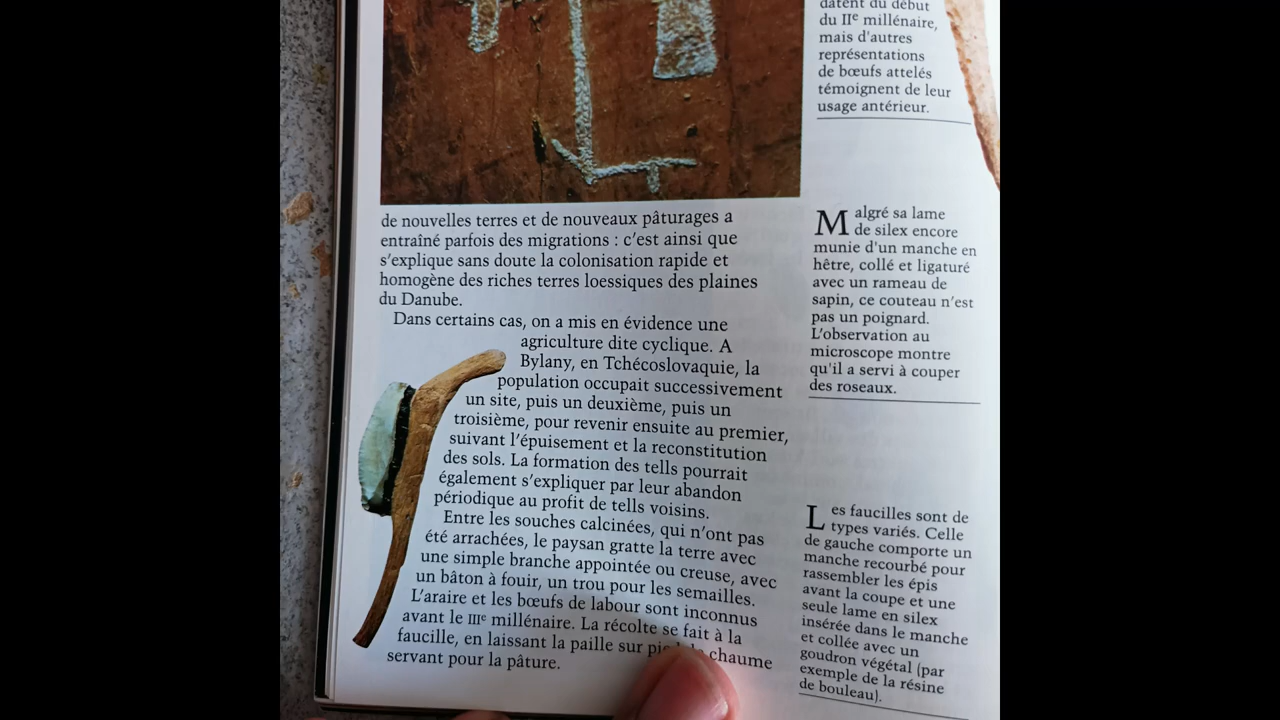 de nouvelles terres et de nouveaux pâturages a
entraîné parfois des migrations : c'est ainsi que
s'explique sans doute la colonisation rapide et
homogène des riches terres loessiques des plaines
du Danube.
Dans certains cas, on a mis en évidence une
agriculture dite cyclique. A
Bylany, en Tchécoslovaquie, la
population occupait successivement
un site, puis un deuxième, puis un
troisième, pour revenir ensuite au premier,
suivant l'épuisement et la reconstitution
des sols. La formation des tells pourrait
également s'expliquer par leur abandon
périodique au profit de tells voisins.
Entre les souches calcinées, qui n'ont pas
été arrachées, le paysan gratte la terre avec
une simple branche appointée ou creuse, avec
un bâton à fouir, un trou pour les semailles.
L'araire et les bœufs de labour sont inconnus
avant le IIIe millénaire. La récolte se fait à la
faucille, en laissant la paille sur chaume
servant pour la pâture.
datent du début
du IIe millénaire,
mais d'autres
représentations
de bœufs attelés
témoignent de leur
usage antérieur.
Malgré sa lame
de silex encore
munie d'un manche en
hêtre, collé et ligaturé
avec un rameau de
sapin, ce couteau n'est
pas un poignard.
L'observation au
microscope montre
qu'il a servi à couper
des roseaux.
Les faucilles sont de
types variés. Celle
de gauche comporte un
manche recourbé pour
rassembler les épis
avant la coupe et une
seule lame en silex
insérée dans le manche
et collée avec un
goudron végétal (par
exemple de la résine
de bouleau).